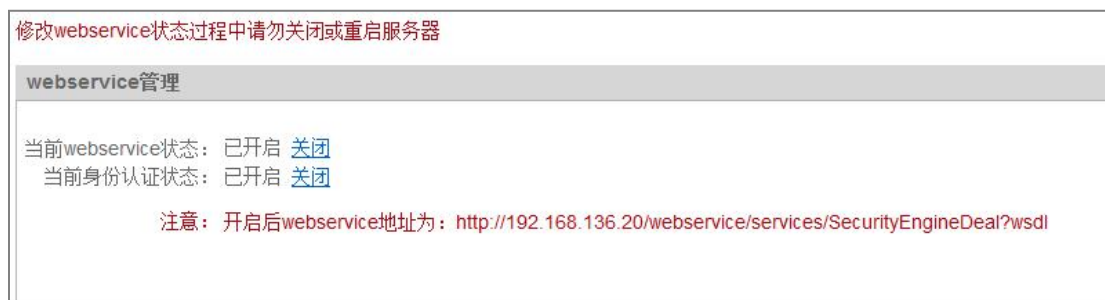 修改webservice状态过程中请勿关闭或重启服务器
webservice管理
当前webservice状态： 已开启 关闭
当前身份认证状态： 已开启 关闭
注意： 开启后webservice地址为：http://192.168.136.20/webservice/services/SecurityEngineDeal?wsdl